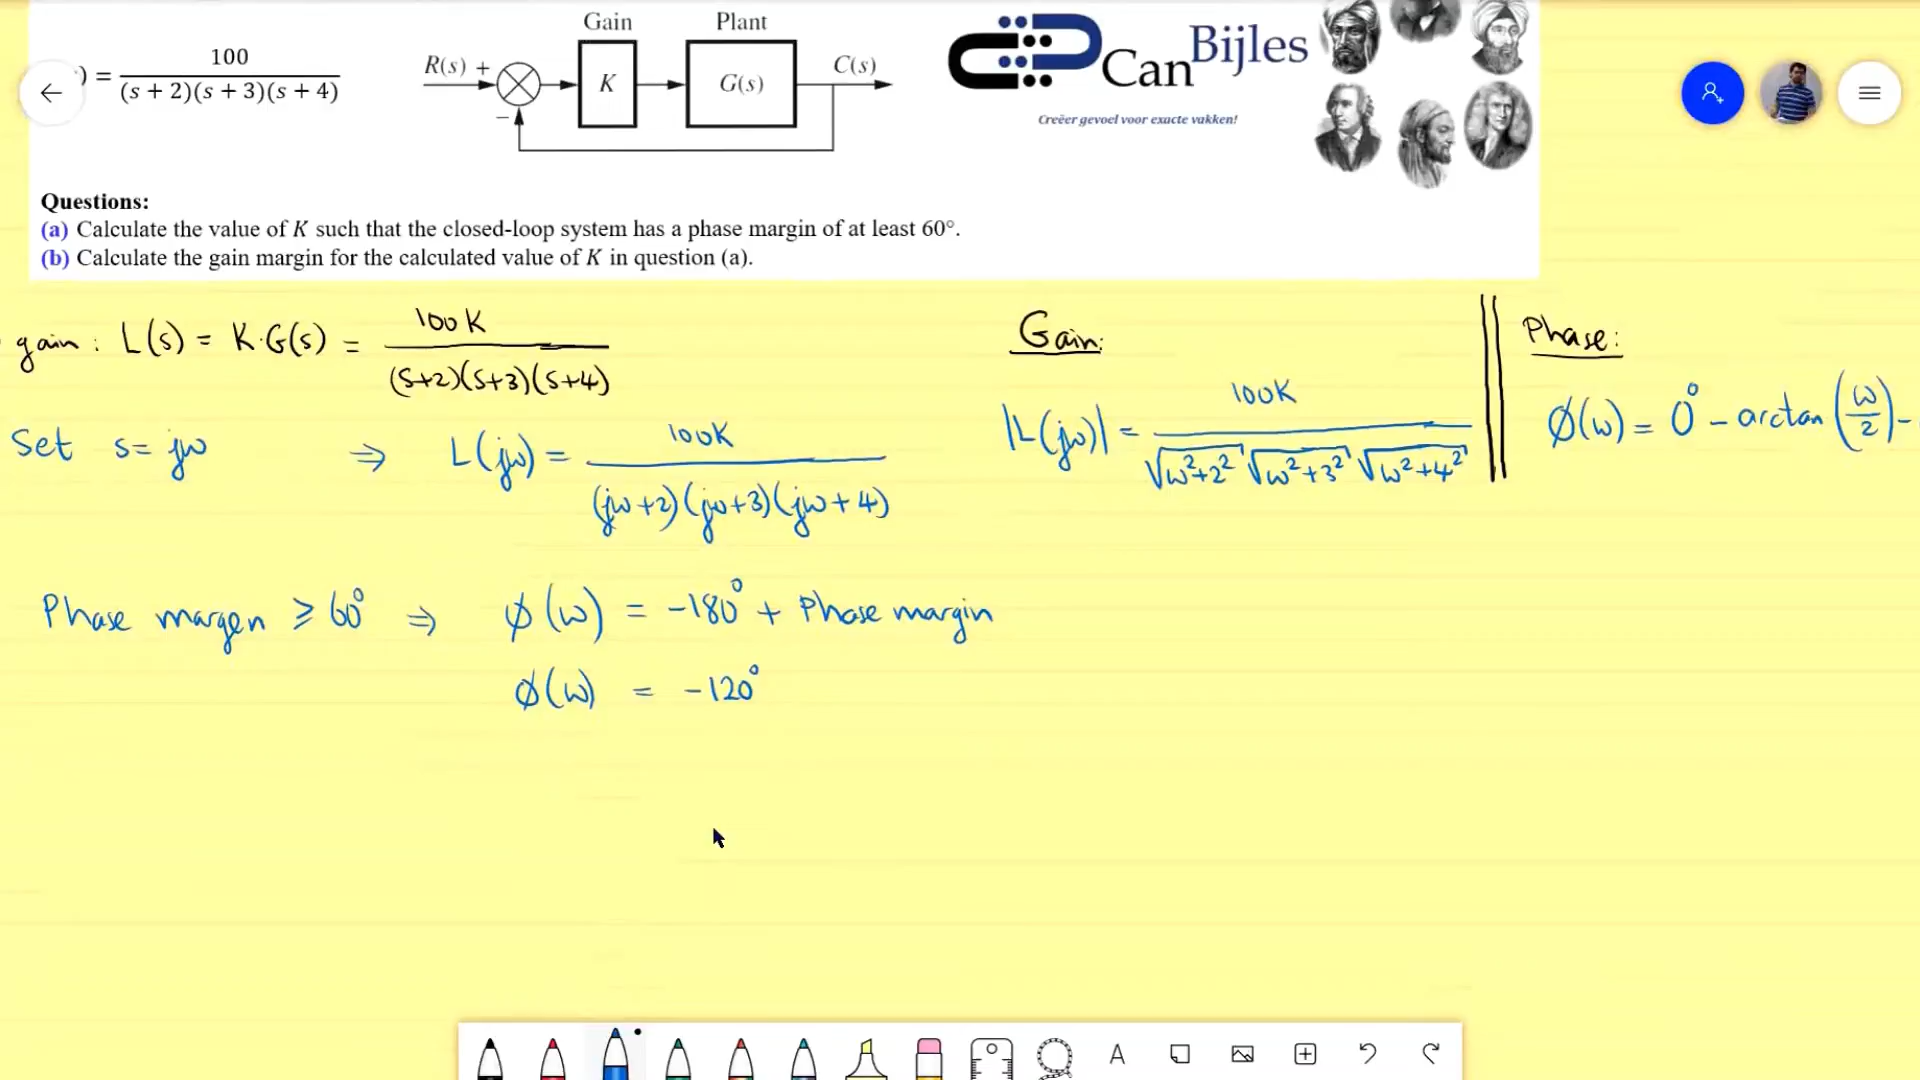 Gain Plant
) = 100 / (s + 2)(s + 3)(s + 4)
R(s) + − K G(s) C(s)
Can Bijles
Creëer gevoel voor exacte vakken!
Questions:
(a) Calculate the value of K such that the closed-loop system has a phase margin of at least 60°.
(b) Calculate the gain margin for the calculated value of K in question (a).
gain : L(s) = K·G(s) = 100K / (s+2)(s+3)(s+4)
Set s= jω ⇒ L(jω) = 100K / (jω+2)(jω+3)(jω+4)
Gain:
|L(jω)| = 100K / √ω²+2² √ω²+3² √ω²+4²
Phase:
ϕ(ω) = 0° - arctan (ω/2) -
Phase margen ⩾ 60° ⇒ ϕ(ω) = -180° + Phase margin
ϕ(ω) = -120°
A